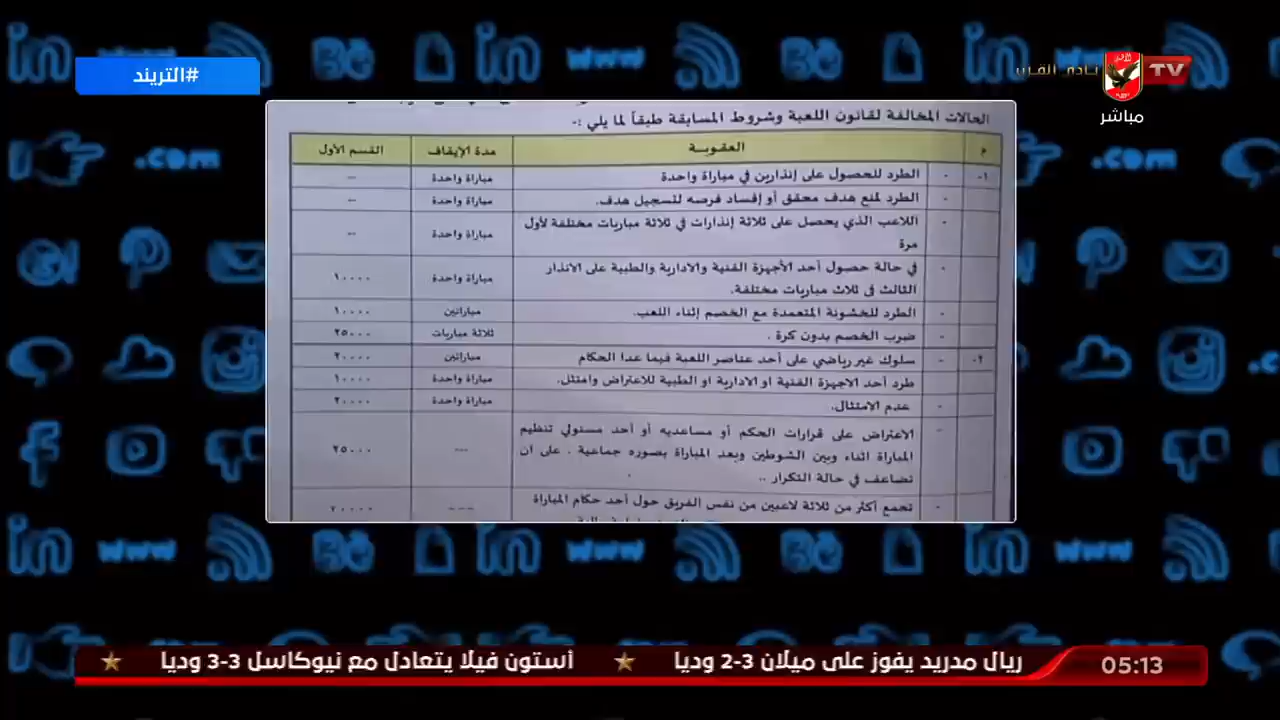 #التريند
نادي القرن
TV
مباشر
الحالات المخالفة لقانون اللعبة وشروط المسابقة طبقاً لما يلي :-
م العقوبة مدة الإيقاف القسم الأول
١- - الطرد للحصول على إنذارين في مباراة واحدة مباراة واحدة --
- الطرد لمنع هدف محقق أو إفساد فرصه لتسجيل هدف. مباراة واحدة --
- اللاعب الذي يحصل على ثلاثة إنذارات في ثلاثة مباريات مختلفة لأول مباراة واحدة --
مرة
- في حالة حصول أحد الأجهزة الفنية والادارية والطبية على الانذار مباراة واحدة ١٠٠٠٠
الثالث فى ثلاث مباريات مختلفة.
- الطرد للخشونة المتعمدة مع الخصم إثناء اللعب. مباراتين ١٠٠٠٠
- ضرب الخصم بدون كرة . ثلاثة مباريات ٢٥٠٠٠
٢- - سلوك غير رياضي على أحد عناصر اللعبة فيما عدا الحكام مباراتين ٢٠٠٠٠
طرد أحد الاجهزة الفنية او الادارية او الطبية للاعتراض وامتثل. مباراة واحدة ١٠٠٠٠
- عدم الامتثال. مباراة واحدة ٢٠٠٠٠
- الاعتراض على قرارات الحكم أو مساعديه أو أحد مسئولي تنظيم
المباراة اثناء وبين الشوطين وبعد المباراة بصوره جماعية . على ان --- ٢٥٠٠٠
تضاعف في حالة التكرار ..
- تجمع أكثر من ثلاثة لاعبين من نفس الفريق حول أحد حكام المباراة ---
05:13 ريال مدريد يفوز على ميلان 3-2 وديا ★ أستون فيلا يتعادل مع نيوكاسل 3-3 وديا ★